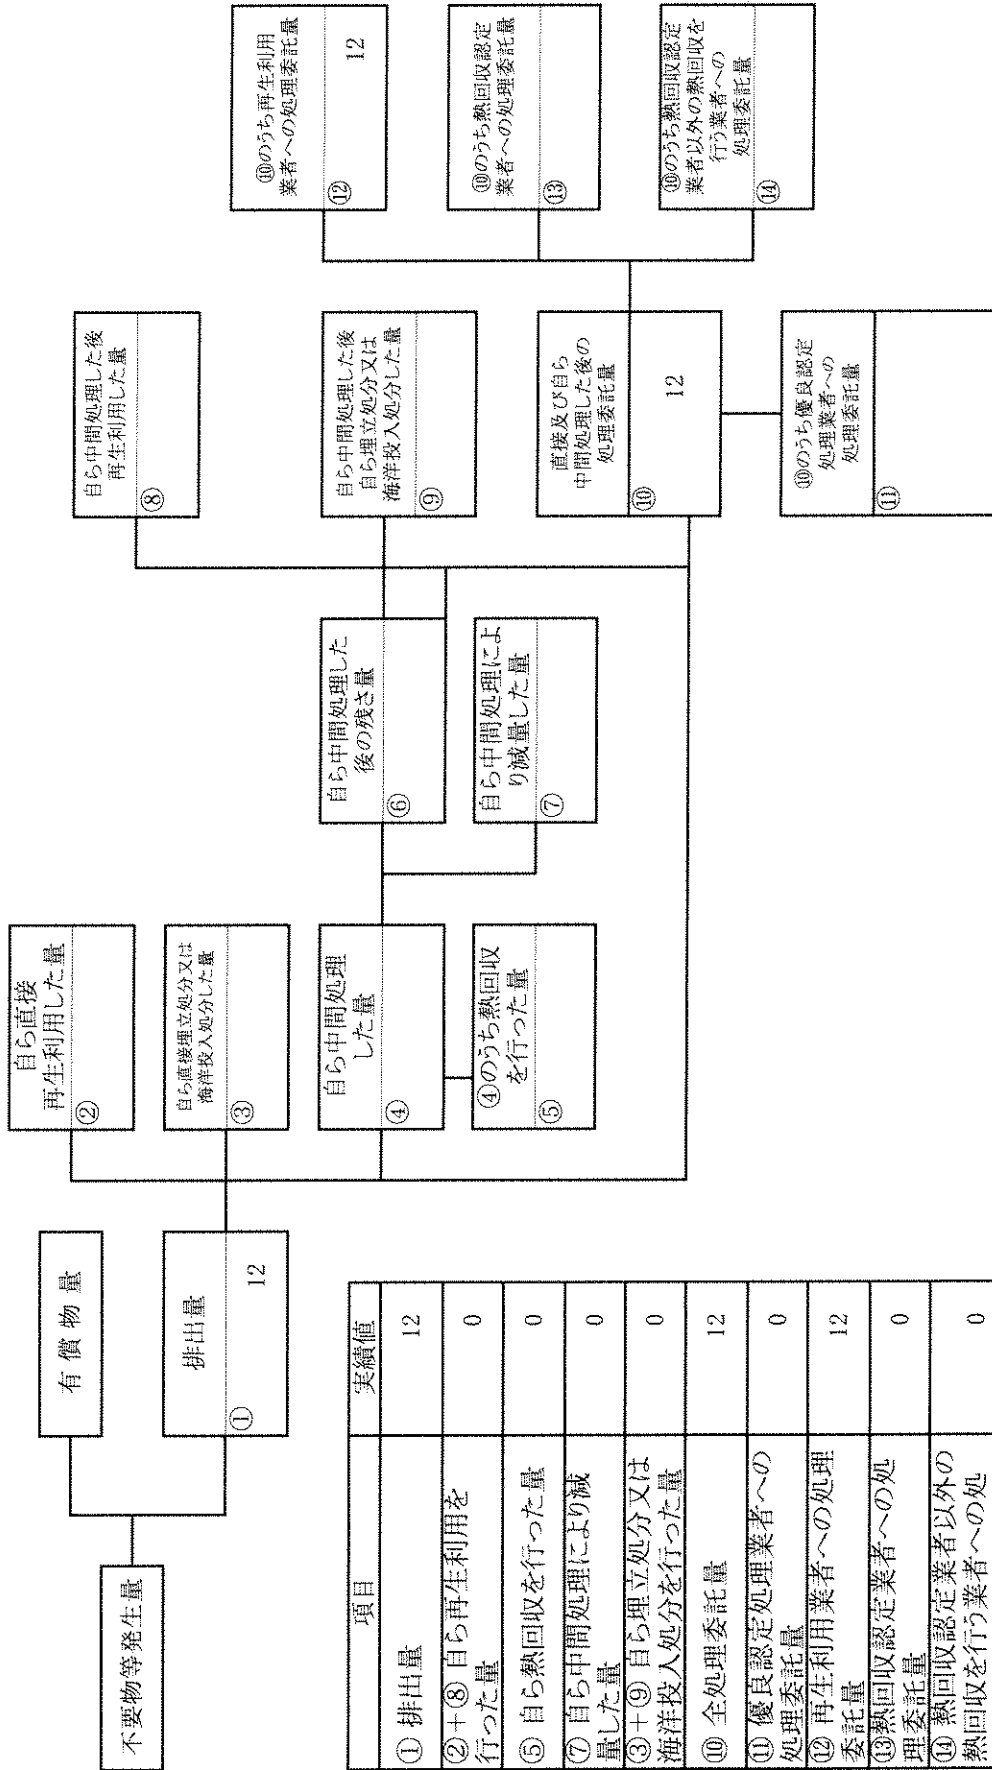 不要物等発生量
有償物量
排出量
①
12
自ら直接
再生利用した量
②
自ら直接埋立処分又は
海洋投入処分した量
③
自ら中間処理
した量
④
④のうち熱回収
を行った量
⑤
自ら中間処理した
後の残さ量
⑥
自ら中間処理によ
り減量した量
⑦
自ら中間処理した後
再生利用した量
⑧
自ら中間処理した後
自ら埋立処分又は
海洋投入処分した量
⑨
直接及び自ら
中間処理した後の
処理委託量
⑩
12
⑩のうち優良認定
処理業者への
処理委託量
⑪
⑩のうち再生利用
業者への処理委託量
⑫
12
⑩のうち熱回収認定
業者への処理委託量
⑬
⑩のうち熱回収認定
業者以外の熱回収を
行う業者への
処理委託量
⑭
項目 実績値
①排出量 12
②+⑧ 自ら再生利用を
行った量 0
⑤ 自ら熱回収を行った量 0
⑦ 自ら中間処理により減
量した量 0
③+⑨ 自ら埋立処分又は
海洋投入処分を行った量 0
⑩ 全処理委託量 12
⑪ 優良認定処理業者への
処理委託量 0
⑫ 再生利用業者への処理
委託量 12
⑬熱回収認定業者への処
理委託量 0
⑭ 熱回収認定業者以外の
熱回収を行う業者への処 0